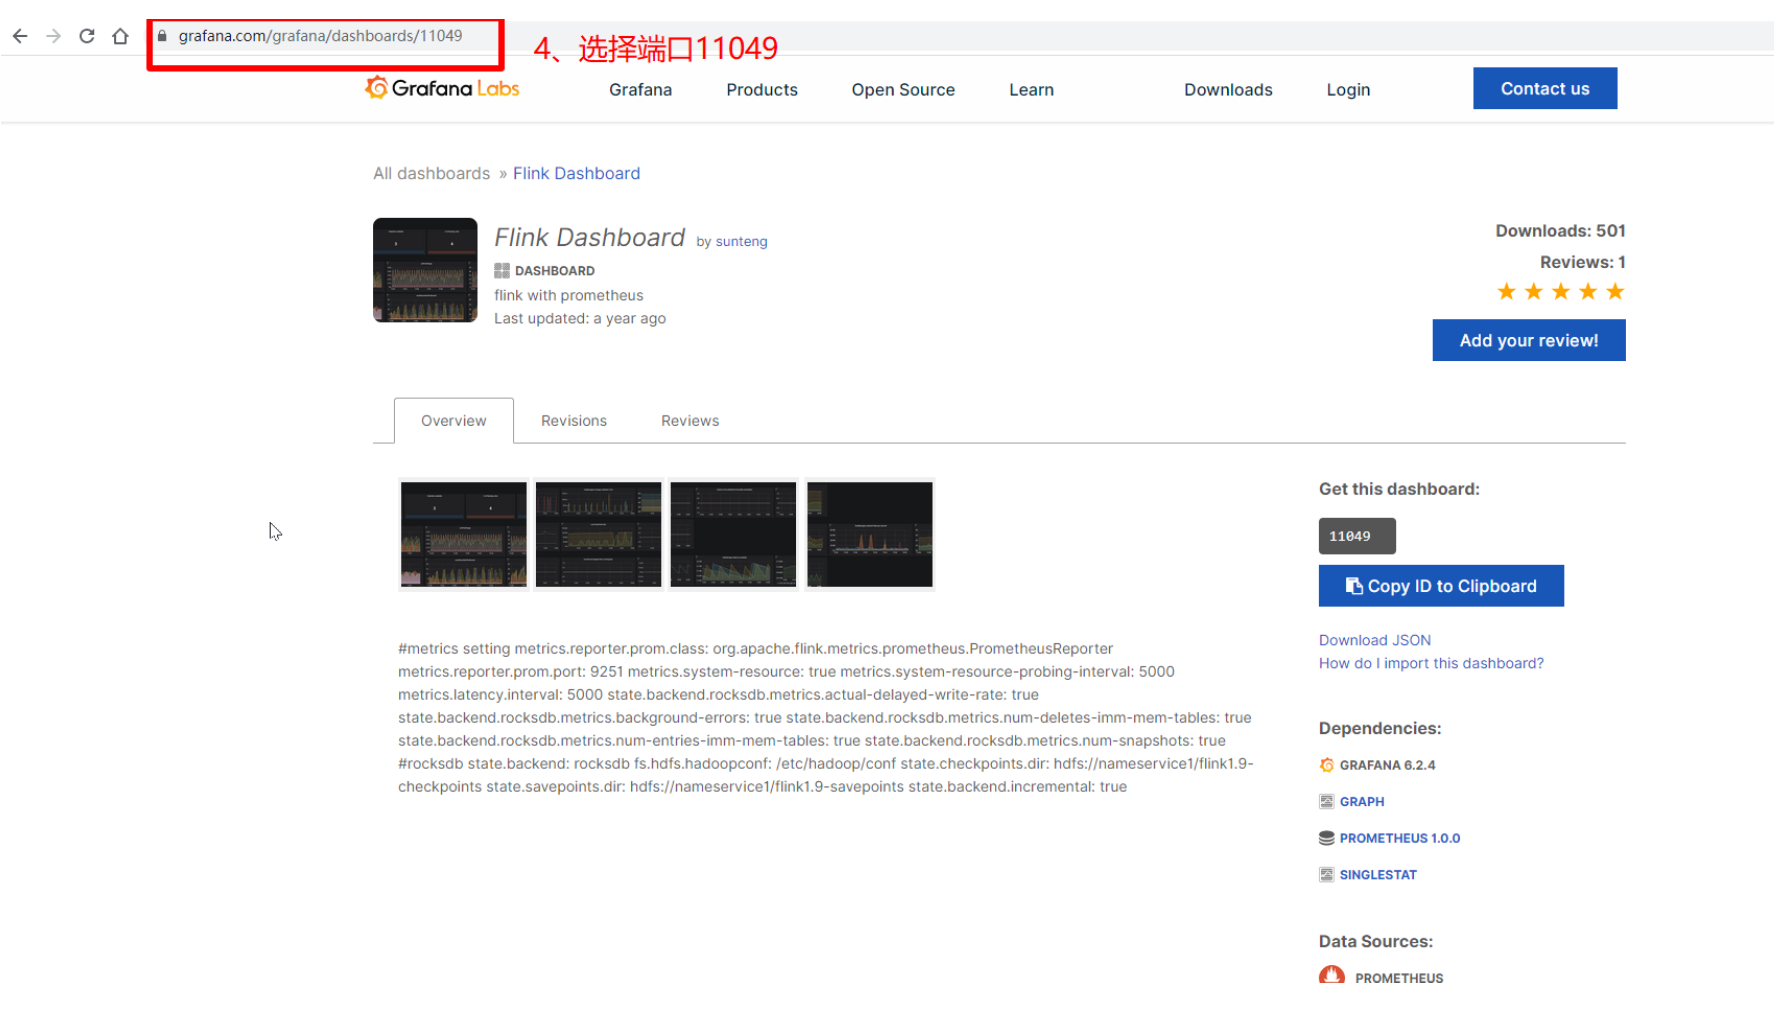 grafana.com/grafana/dashboards/11049
4、选择端口11049
Grafana Labs
Grafana
Products
Open Source
Learn
Downloads
Login
Contact us
All dashboards » Flink Dashboard
Flink Dashboard by sunteng
DASHBOARD
flink with prometheus
Last updated: a year ago
Downloads: 501
Reviews: 1
Add your review!
Overview
Revisions
Reviews
#metrics setting metrics.reporter.prom.class: org.apache.flink.metrics.prometheus.PrometheusReporter
metrics.reporter.prom.port: 9251 metrics.system-resource: true metrics.system-resource-probing-interval: 5000
metrics.latency.interval: 5000 state.backend.rocksdb.metrics.actual-delayed-write-rate: true
state.backend.rocksdb.metrics.background-errors: true state.backend.rocksdb.metrics.num-deletes-imm-mem-tables: true
state.backend.rocksdb.metrics.num-entries-imm-mem-tables: true state.backend.rocksdb.metrics.num-snapshots: true
#rocksdb state.backend: rocksdb fs.hdfs.hadoopconf: /etc/hadoop/conf state.checkpoints.dir: hdfs://nameservice1/flink1.9-
checkpoints state.savepoints.dir: hdfs://nameservice1/flink1.9-savepoints state.backend.incremental: true
Get this dashboard:
11049
Copy ID to Clipboard
Download JSON
How do I import this dashboard?
Dependencies:
GRAFANA 6.2.4
GRAPH
PROMETHEUS 1.0.0
SINGLESTAT
Data Sources:
PROMETHEUS